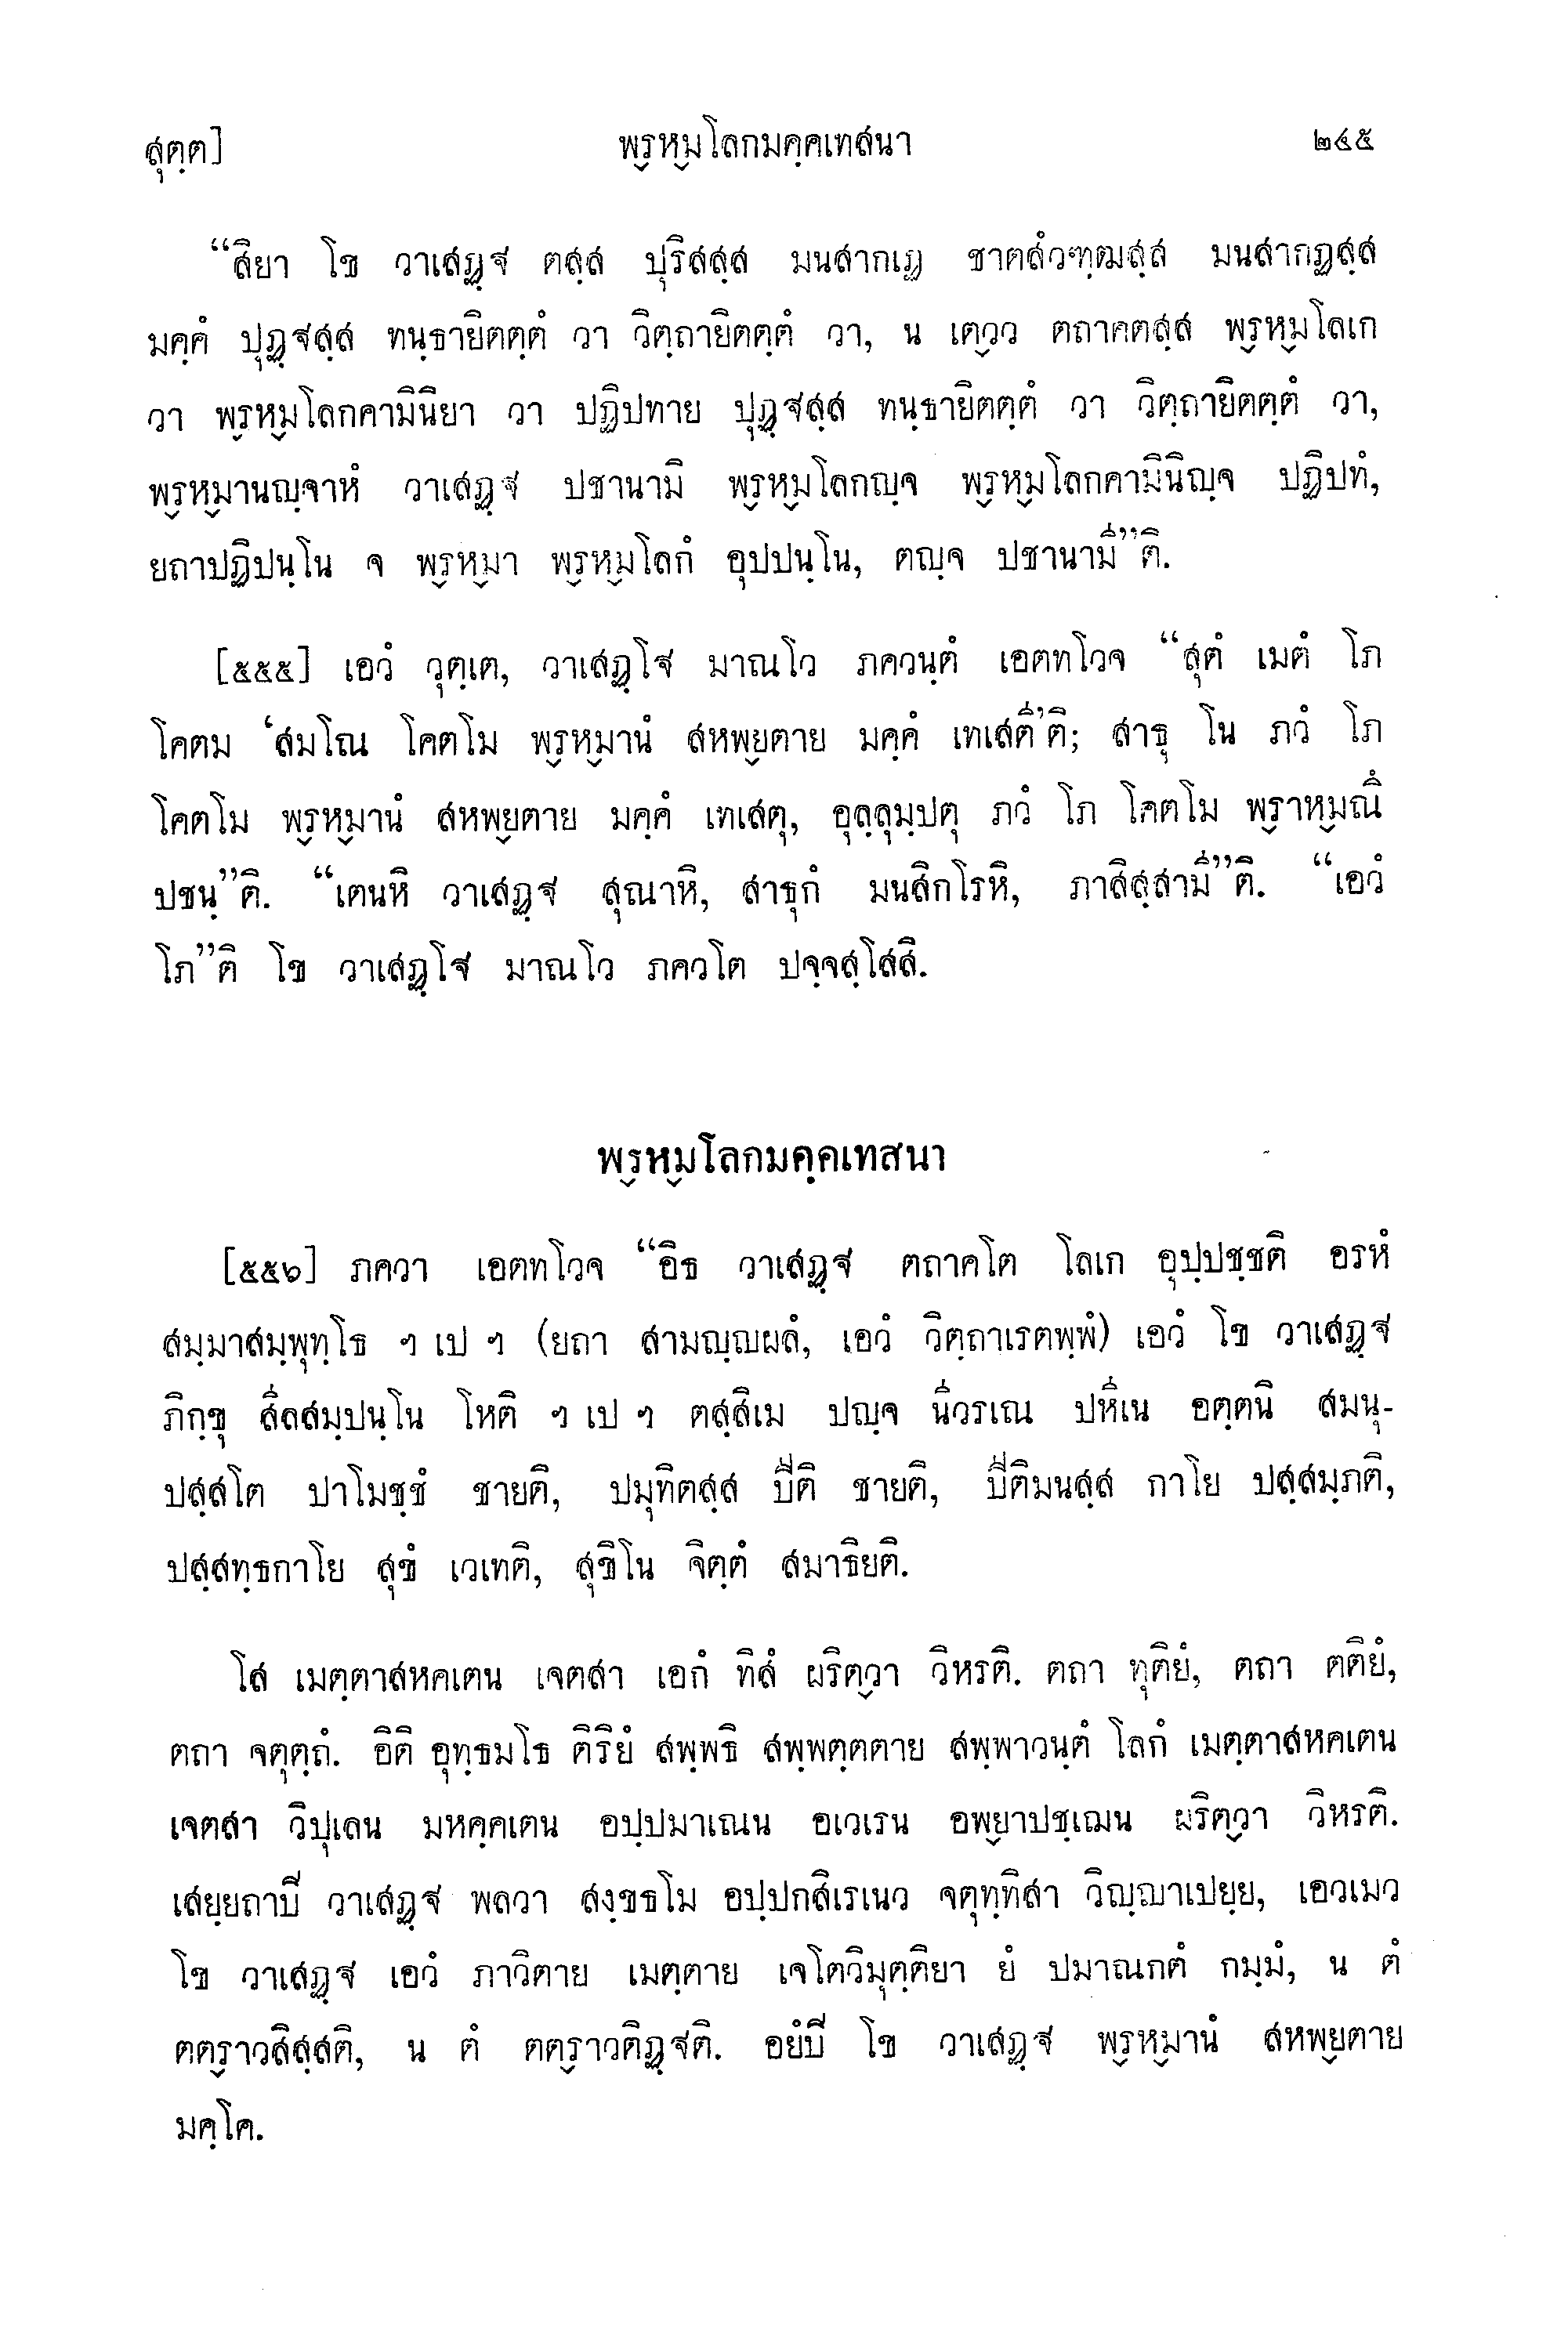 สุตฺต] พ๎รห๎มโลกมคฺคเทสนา ๒๔๕
“สิยา โข วาเสฏฺฐ ตสฺส ปุริสสฺส มนสากเฏ ชาตสํวฑฺฒสฺส มนสากฏสฺส
มคฺคํ ปุฏฺฐสฺส ทนฺธายิตตฺตํ วา วิตฺถายิตตฺตํ วา, น เต๎วว ตถาคตสฺส พ๎รห๎มโลเก
วา พ๎รห๎มโลกคามินิยา วา ปฏิปทาย ปุฏฺฐสฺส ทนฺธายิตตฺตํ วา วิตฺถายิตตฺตํ วา,
พ๎รห๎มานญฺจาหํ วาเสฏฺฐ ปชานามิ พ๎รห๎มโลกญฺจ พ๎รห๎มโลกคามินิญฺจ ปฏิปทํ,
ยถาปฏิปนฺโน จ พ๎รห๎มา พ๎รห๎มโลกํ อุปปนฺโน, ตญฺจ ปชานามี”ติ.
[๕๕๕] เอวํ วุตฺเต, วาเสฏฺโฐ มาณโว ภควนฺตํ เอตทโวจ “สุตํ เมตํ โภ
โคตม ‘สมโณ โคตโม พ๎รห๎มานํ สหพ๎ยตาย มคฺคํ เทเสตี’ติ; สาธุ โน ภวํ โภ
โคตโม พ๎รห๎มานํ สหพ๎ยตาย มคฺคํ เทเสตุ, อุลฺลุมฺปตุ ภวํ โภ โคตโม พ๎ราห๎มณึ
ปชนฺ”ติ. “เตนหิ วาเสฏฺฐ สุณาหิ, สาธุกํ มนสิกโรหิ, ภาสิสฺสามี”ติ. “เอวํ
โภ”ติ โข วาเสฏฺโฐ มาณโว ภควโต ปจฺจสฺโสสิ.
พ๎รห๎มโลกมคฺคเทสนา
[๕๕๖] ภควา เอตทโวจ “อิธ วาเสฏฺฐ ตถาคโต โลเก อุปฺปชฺชติ อรหํ
สมฺมาสมฺพุทฺโธ ฯ เป ฯ (ยถา สามญฺญผลํ, เอวํ วิตฺถาเรตพฺพํ) เอวํ โข วาเสฏฺฐ
ภิกฺขุ สีลสมฺปนฺโน โหติ ฯ เป ฯ ตสฺสิเม ปญฺจ นีวรเณ ปหีเน อตฺตนิ สมนุ-
ปสฺสโต ปาโมชฺชํ ชายติ, ปมุทิตสฺส ปีติ ชายติ, ปีติมนสฺส กาโย ปสฺสมฺภติ,
ปสฺสทฺธกาโย สุขํ เวเทติ, สุขิโน จิตฺตํ สมาธิยติ.
โส เมตฺตาสหคเตน เจตสา เอกํ ทิสํ ผริต๎วา วิหรติ. ตถา ทุติยํ, ตถา ตติยํ,
ตถา จตุตฺถํ. อิติ อุทฺธมโธ ติริยํ สพฺพธิ สพฺพตฺตตาย สพฺพาวนฺตํ โลกํ เมตฺตาสหคเตน
เจตสา วิปุเลน มหคฺคเตน อปฺปมาเณน อเวเรน อพ๎ยาปชฺเฌน ผริต๎วา วิหรติ.
เสยฺยถาปี วาเสฏฺฐ พลวา สงฺขธโม อปฺปกสิเรเนว จตุทฺทิสา วิญฺญาเปยฺย, เอวเมว
โข วาเสฏฺฐ เอวํ ภาวิตาย เมตฺตาย เจโตวิมุตฺติยา ยํ ปมาณกตํ กมฺมํ, น ตํ
ตต๎ราวสิสฺสติ, น ตํ ตต๎ราวติฏฺฐติ. อยํปี โข วาเสฏฺฐ พ๎รห๎มานํ สหพ๎ยตาย
มคฺโค.